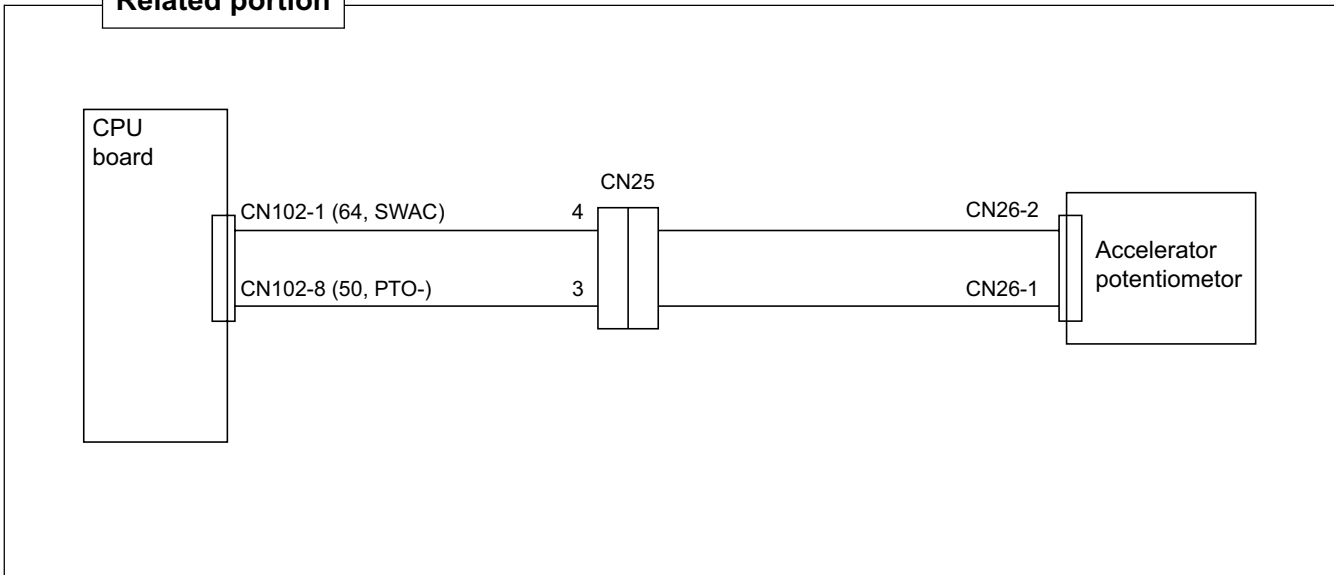 Related portion
CPU
board
CN25
CN102-1 (64, SWAC)
4
CN26-2
CN102-8 (50, PTO-)
3
CN26-1
Accelerator
potentiometor